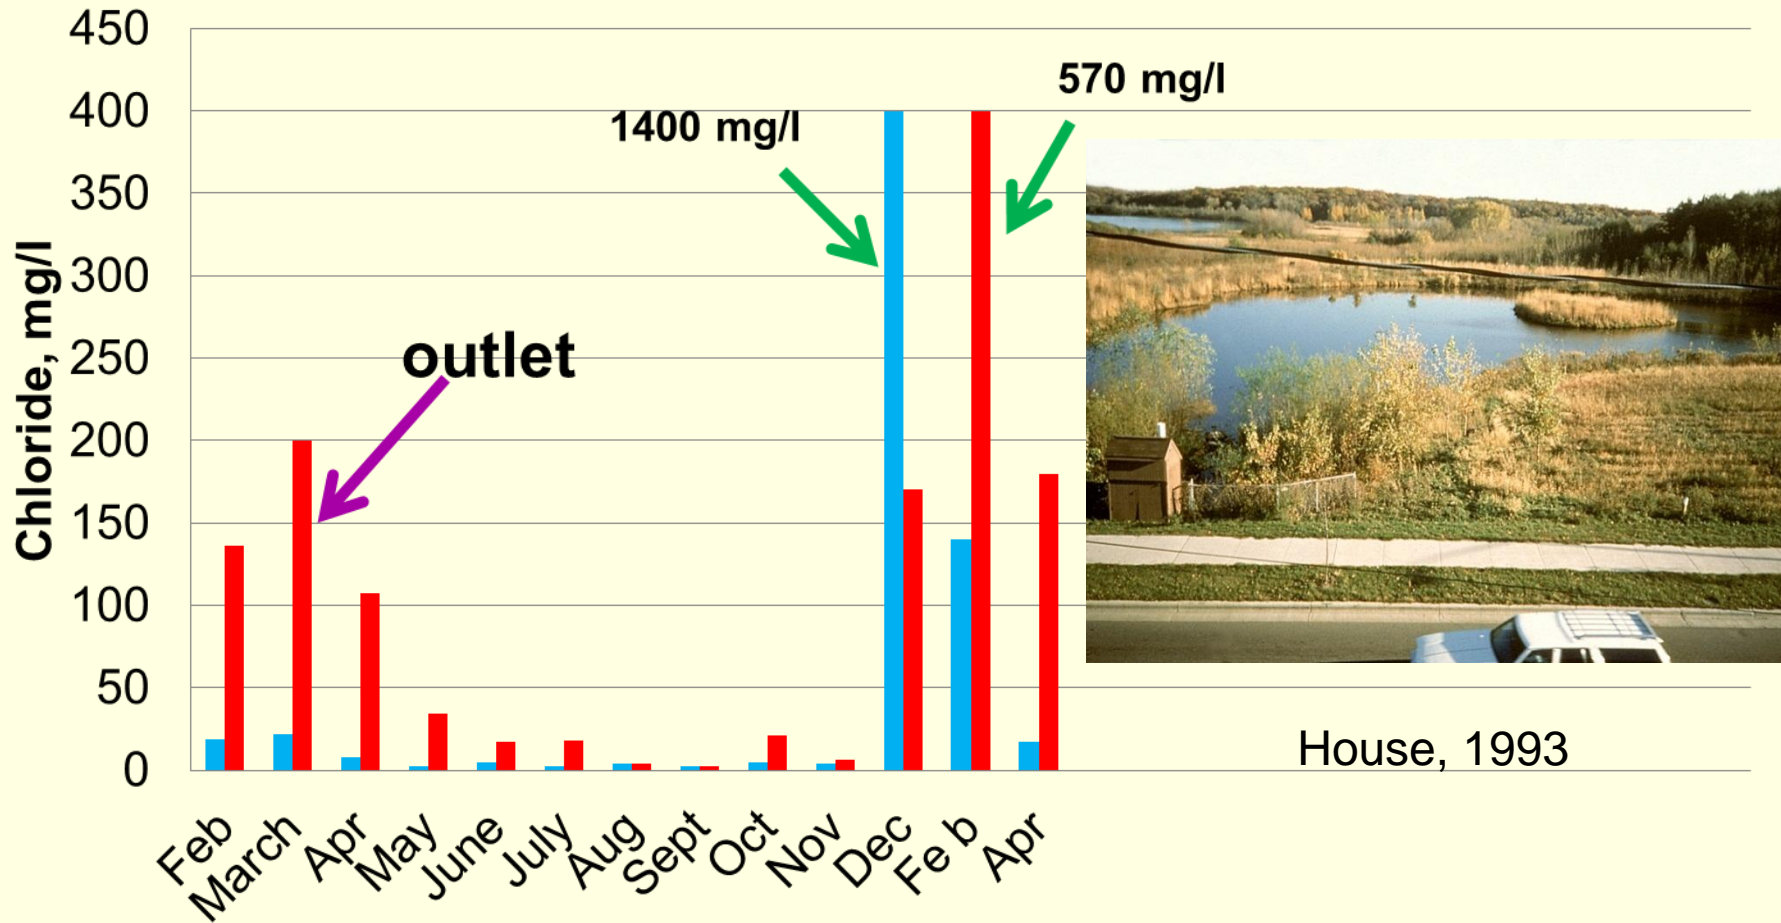 Chloride, mg/l
450
400
350
300
250
200
150
100
50
0
1400 mg/l
570 mg/l
outlet
Feb
March
Apr
May
June
July
Aug
Sept
Oct
Nov
Dec
Fe b
Apr
House, 1993